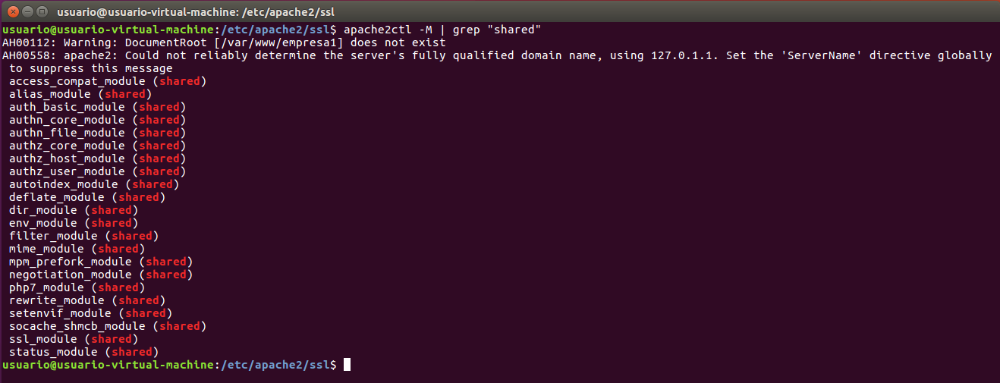 usuario@usuario-virtual-machine: /etc/apache2/ssl
usuario@usuario-virtual-machine:/etc/apache2/ssl$ apache2ctl -M | grep "shared"
AH00112: Warning: DocumentRoot [/var/www/empresa1] does not exist
AH00558: apache2: Could not reliably determine the server's fully qualified domain name, using 127.0.1.1. Set the 'ServerName' directive globally
 to suppress this message
 access_compat_module (shared)
 alias_module (shared)
 auth_basic_module (shared)
 authn_core_module (shared)
 authn_file_module (shared)
 authz_core_module (shared)
 authz_host_module (shared)
 authz_user_module (shared)
 autoindex_module (shared)
 deflate_module (shared)
 dir_module (shared)
 env_module (shared)
 filter_module (shared)
 mime_module (shared)
 mpm_prefork_module (shared)
 negotiation_module (shared)
 php7_module (shared)
 rewrite_module (shared)
 setenvif_module (shared)
 socache_shmcb_module (shared)
 ssl_module (shared)
 status_module (shared)
usuario@usuario-virtual-machine:/etc/apache2/ssl$